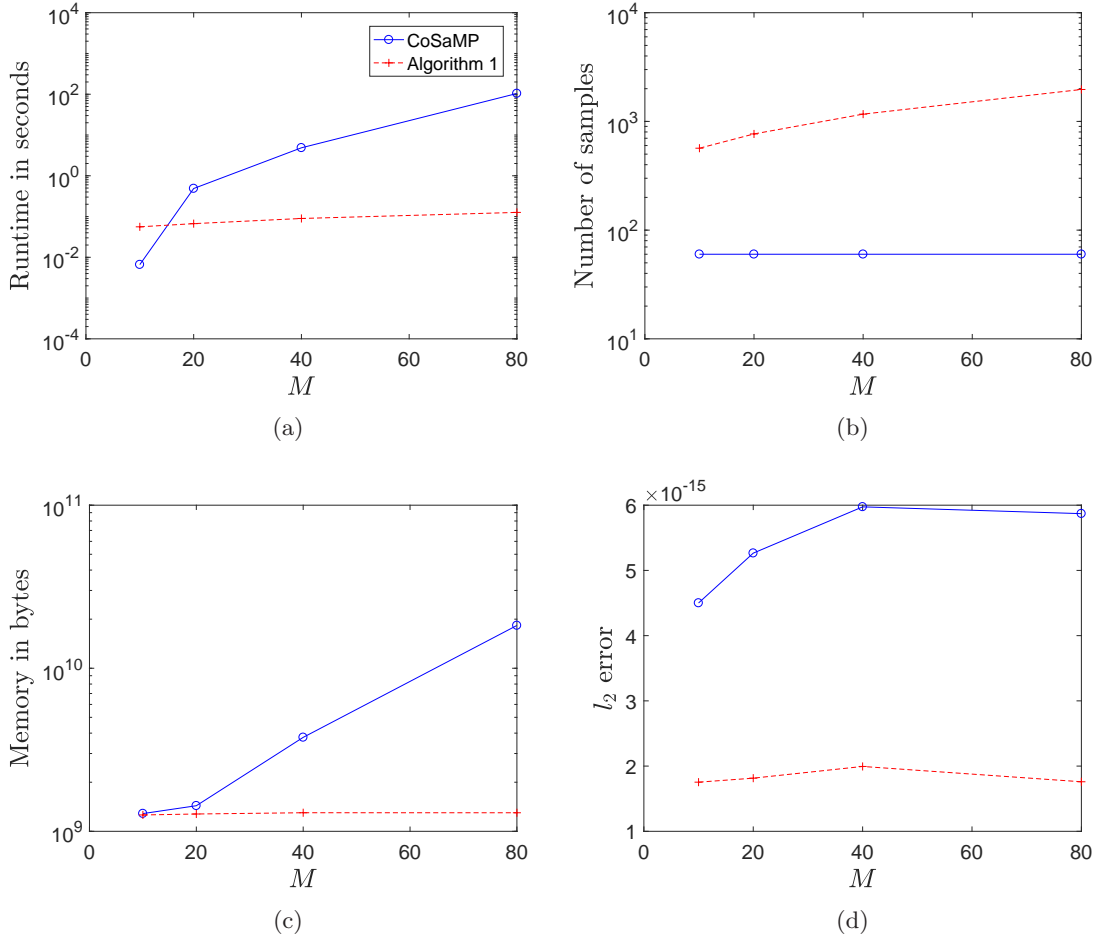 10^4
10^2
10^0
10^-2
10^-4
Runtime in seconds
CoSaMP
Algorithm 1
0 20 40 60 80
M
(a)
10^4
10^3
10^2
10^1
Number of samples
0 20 40 60 80
M
(b)
10^11
10^10
10^9
Memory in bytes
0 20 40 60 80
M
(c)
×10^-15
6
5
4
3
2
1
l_2 error
0 20 40 60 80
M
(d)